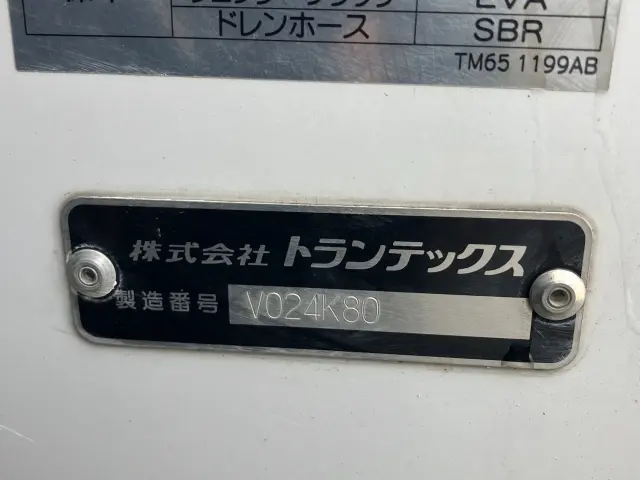 EVA
ドレンホース SBR
TM65 1199AB
株式会社 トランテックス
製造番号 V024K80